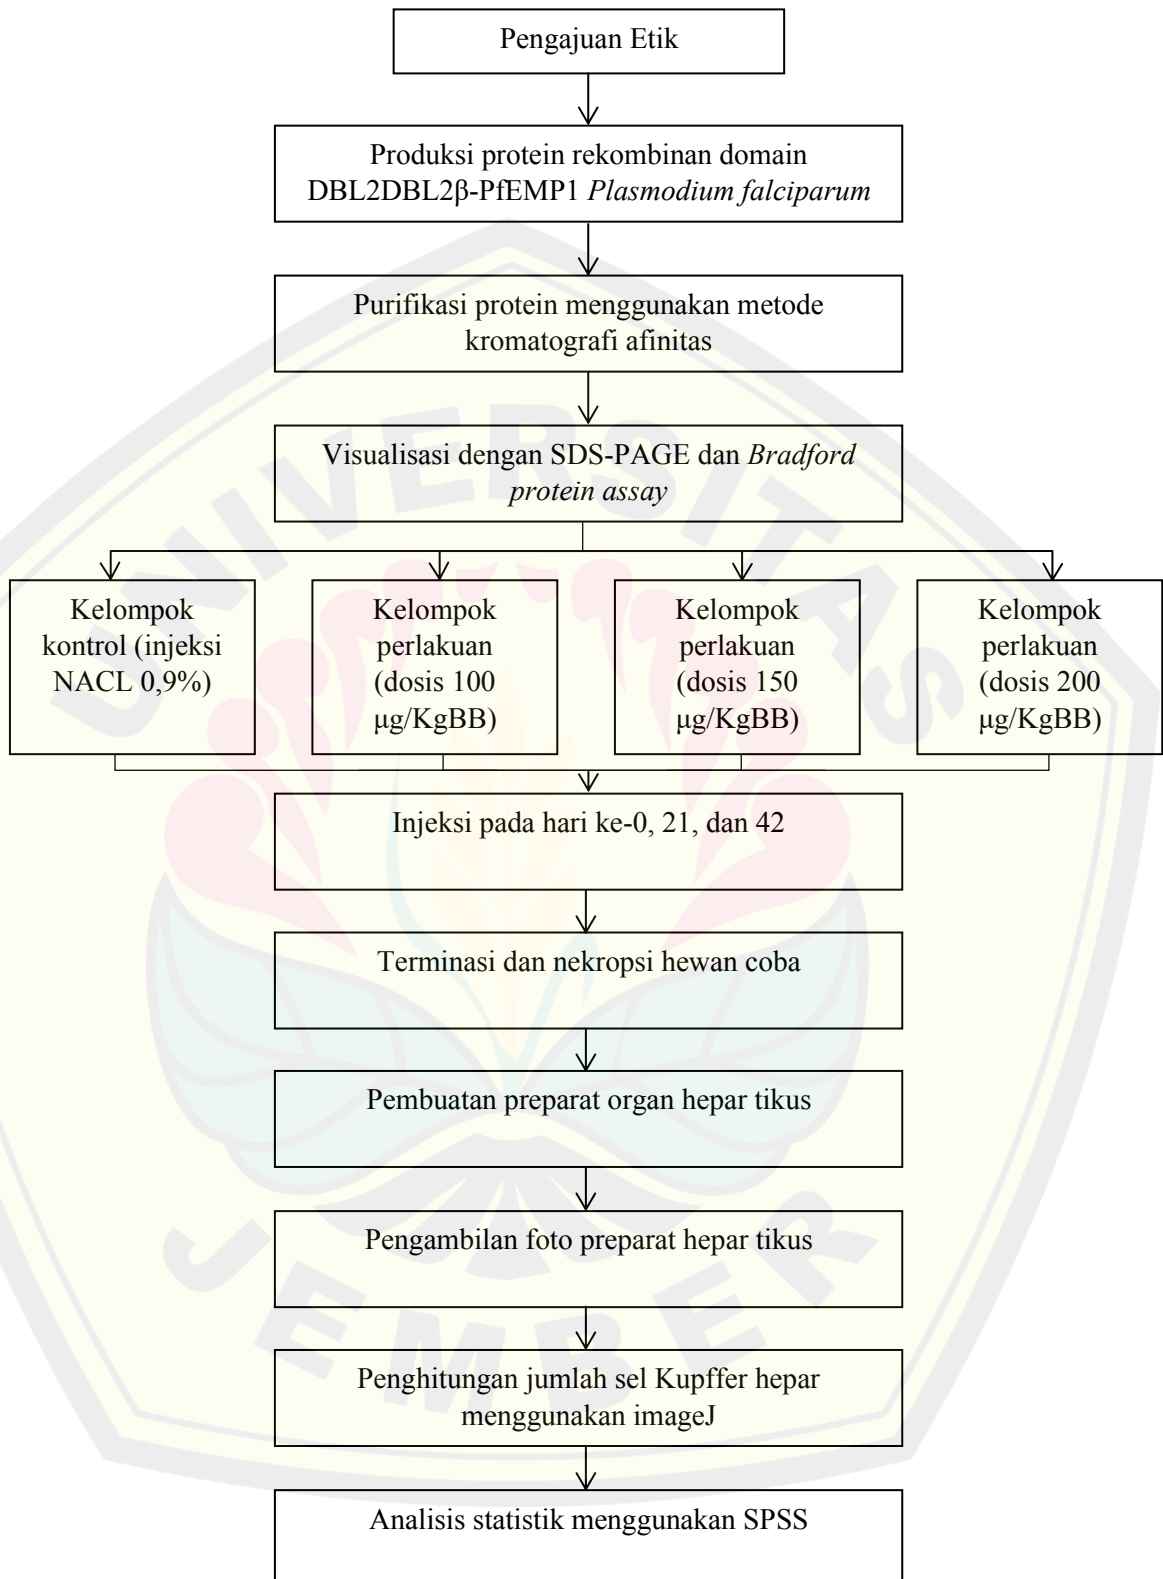 Pengajuan Etik
Produksi protein rekombinan domain
DBL2DBL2β-PfEMP1 Plasmodium falciparum
Purifikasi protein menggunakan metode
kromatografi afinitas
Visualisasi dengan SDS-PAGE dan Bradford
protein assay
Kelompok
kontrol (injeksi
NACL 0,9%)
Kelompok
perlakuan
(dosis 100
μg/KgBB)
Kelompok
perlakuan
(dosis 150
μg/KgBB)
Kelompok
perlakuan
(dosis 200
μg/KgBB)
Injeksi pada hari ke-0, 21, dan 42
Terminasi dan nekropsi hewan coba
Pembuatan preparat organ hepar tikus
Pengambilan foto preparat hepar tikus
Penghitungan jumlah sel Kupffer hepar
menggunakan imageJ
Analisis statistik menggunakan SPSS
UNIVERSITAS
JEMBER